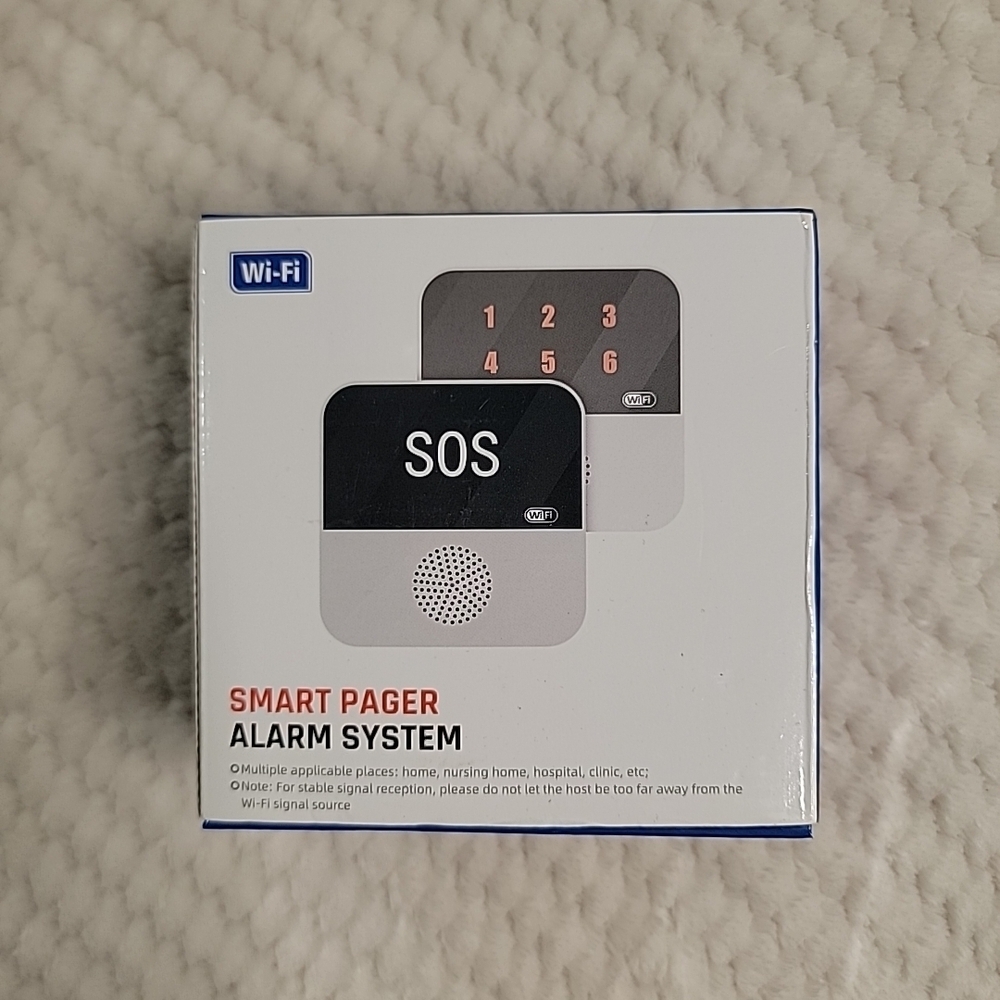 Wi-Fi
1 2 3
4 5 6
WiFi
SOS
WiFi
SMART PAGER
ALARM SYSTEM
Multiple applicable places: home, nursing home, hospital, clinic, etc;
Note: For stable signal reception, please do not let the host be too far away from the
Wi-Fi signal source